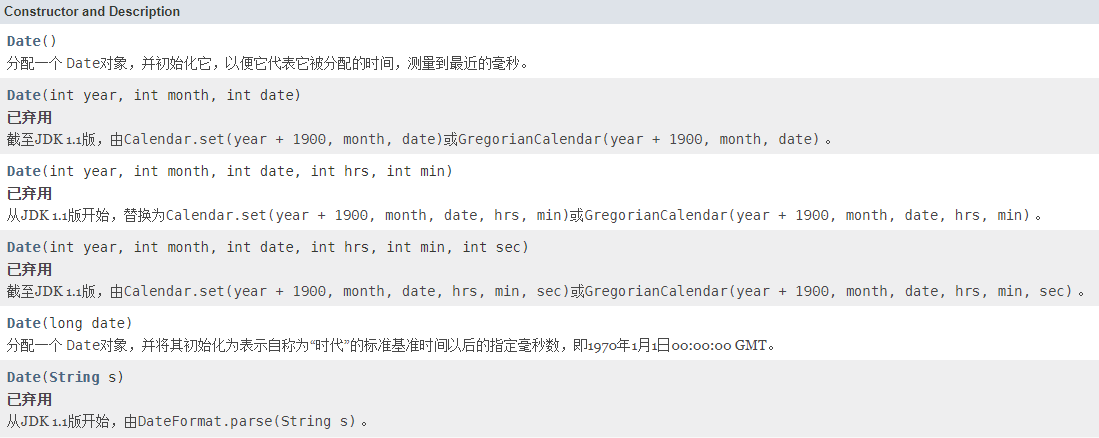 Constructor and Description
Date()
分配一个 Date对象，并初始化它，以便它代表它被分配的时间，测量到最近的毫秒。
Date(int year, int month, int date)
已弃用
截至JDK 1.1版，由Calendar.set(year + 1900, month, date)或GregorianCalendar(year + 1900, month, date) 。
Date(int year, int month, int date, int hrs, int min)
已弃用
从JDK 1.1版开始，替换为Calendar.set(year + 1900, month, date, hrs, min)或GregorianCalendar(year + 1900, month, date, hrs, min) 。
Date(int year, int month, int date, int hrs, int min, int sec)
已弃用
截至JDK 1.1版，由Calendar.set(year + 1900, month, date, hrs, min, sec)或GregorianCalendar(year + 1900, month, date, hrs, min, sec) 。
Date(long date)
分配一个 Date对象，并将其初始化为表示自称为“时代”的标准基准时间以后的指定毫秒数，即1970年1月1日00:00:00 GMT。
Date(String s)
已弃用
从JDK 1.1版开始，由DateFormat.parse(String s) 。